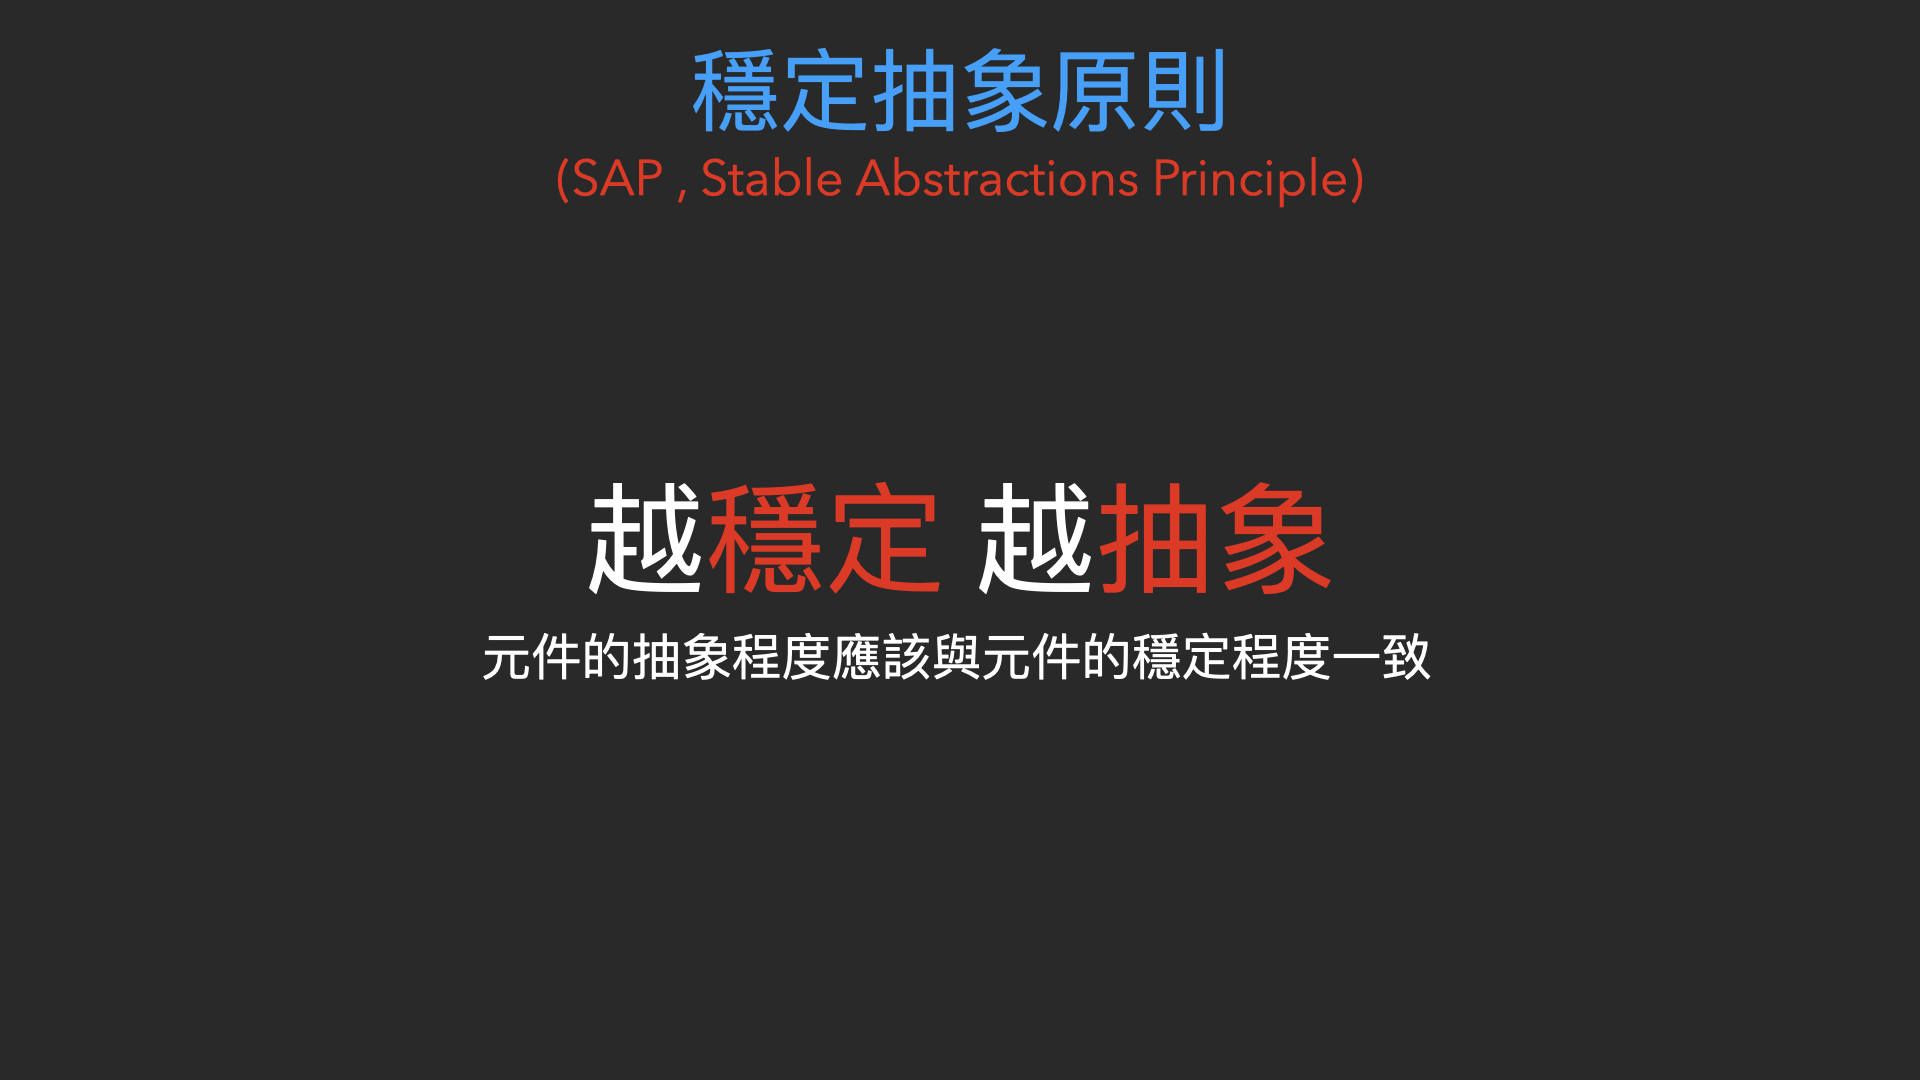 穩定抽象原則
(SAP , Stable Abstractions Principle)
越穩定 越抽象
元件的抽象程度應該與元件的穩定程度一致